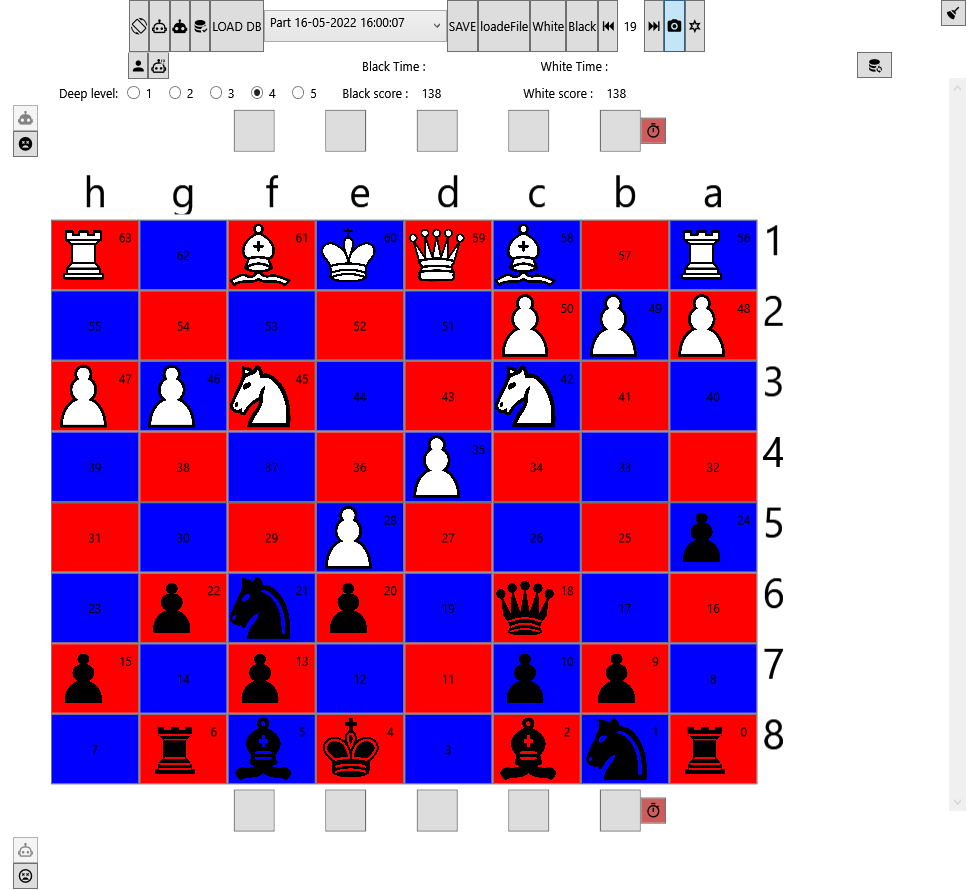 LOAD DB Part 16-05-2022 16:00:07 SAVE loadeFile White Black 19
Black Time : White Time :
Deep level: 1 2 3 4 5 Black score : 138 White score : 138
h g f e d c b a
63 62 61 60 59 58 57 56 1
55 54 53 52 51 50 49 48 2
47 46 45 44 43 42 41 40 3
39 38 37 36 35 34 33 32 4
31 30 29 28 27 26 25 24 5
23 22 21 20 19 18 17 16 6
15 14 13 12 11 10 9 8 7
7 6 5 4 3 2 1 0 8